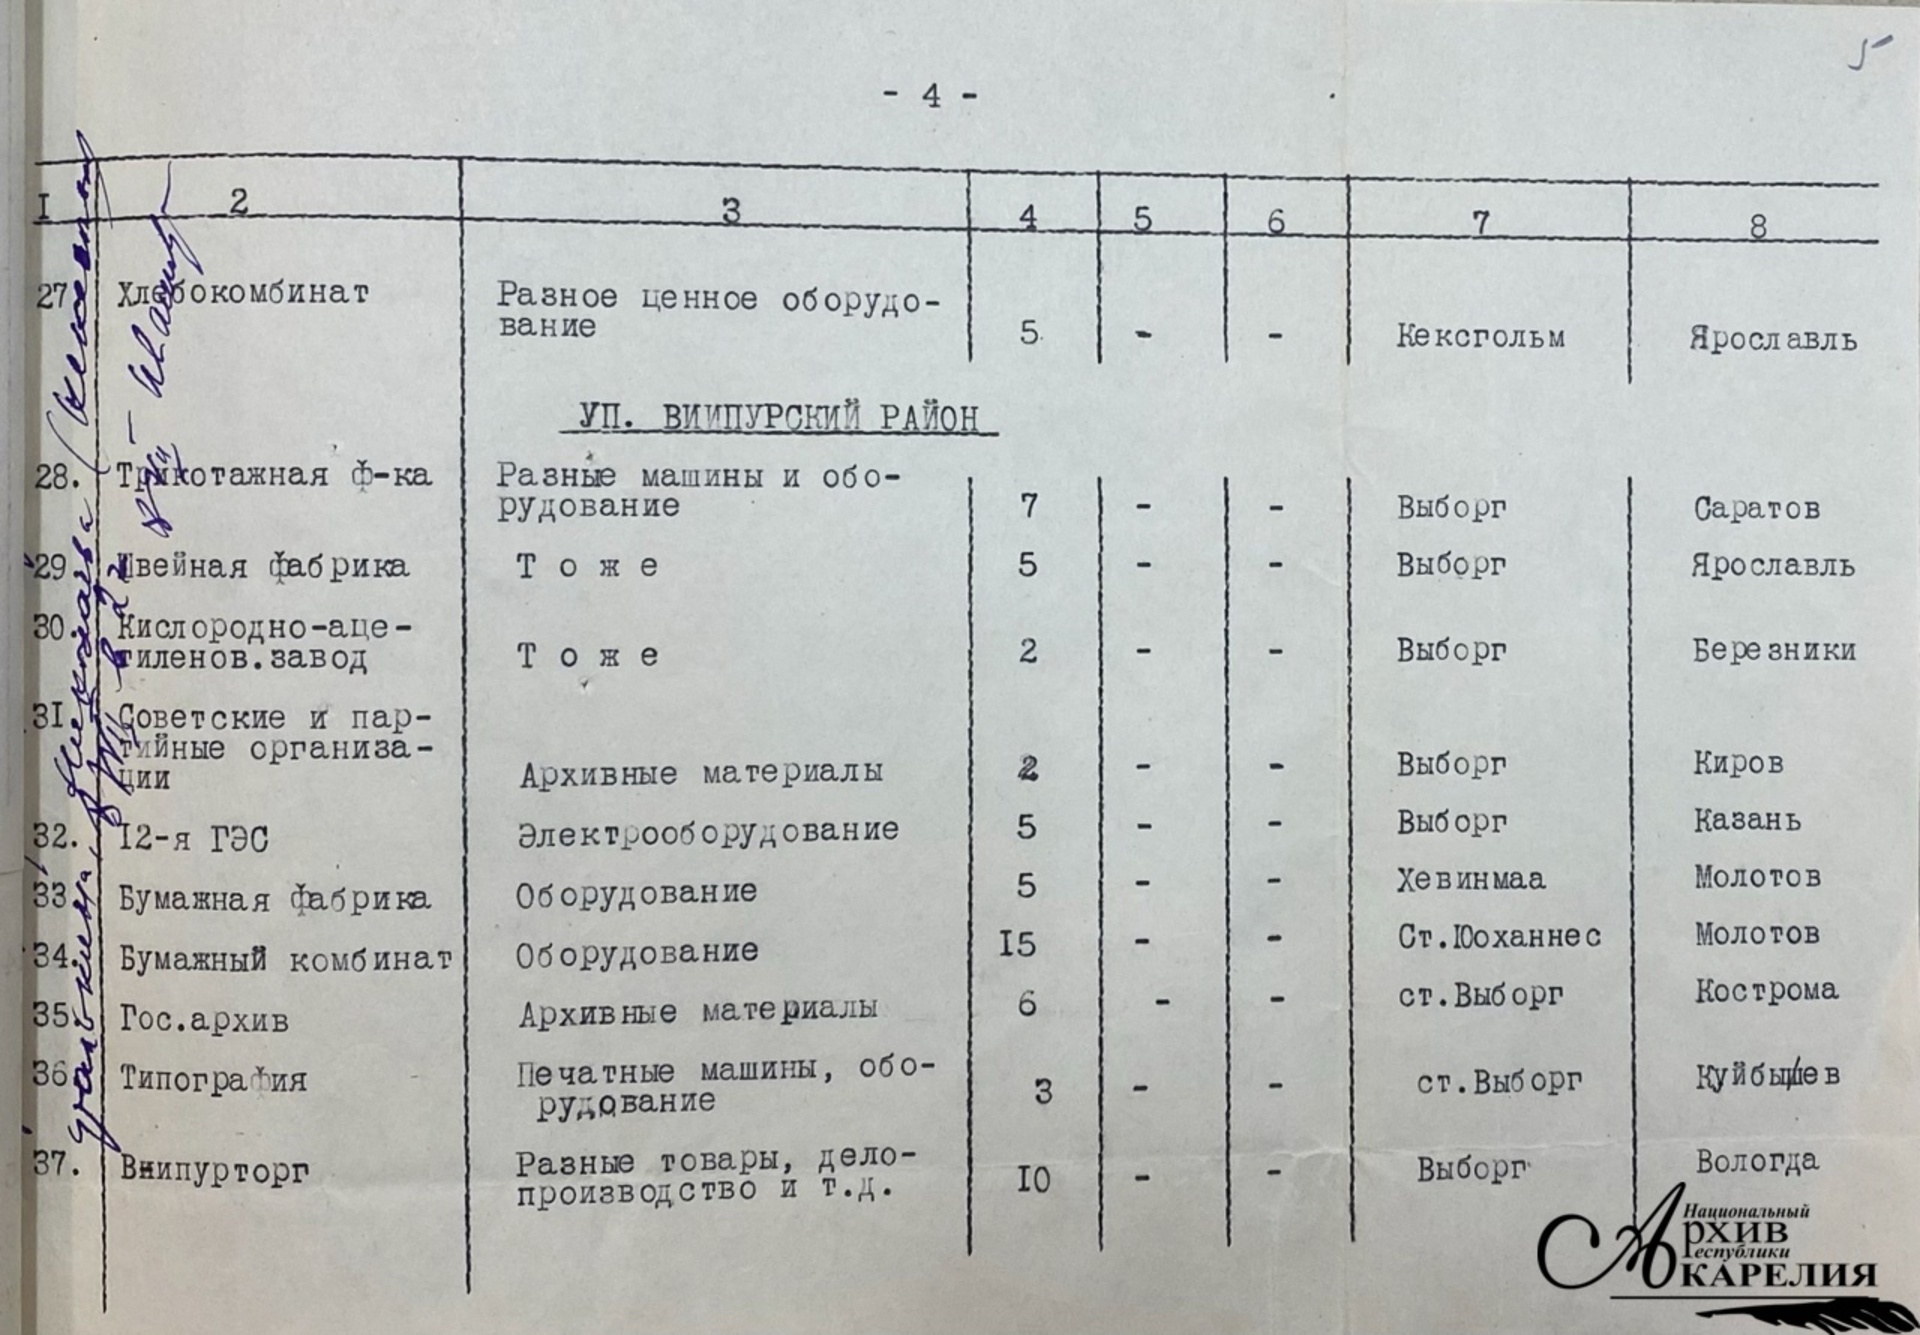 5
- 4 -
I 2 3 4 5 6 7 8
27 Хлебокомбинат Разное ценное оборудо-
вание 5 - - Кексгольм Ярославль
УП. ВИИПУРСКИЙ РАЙОН
28. Трикотажная ф-ка Разные машины и обо-
рудование 7 - - Выборг Саратов
29. Швейная фабрика Т о ж е 5 - - Выборг Ярославль
30. Кислородно-аце-
тиленов.завод Т о ж е 2 - - Выборг Березники
31. Советские и пар-
тийные организа-
ции Архивные материалы 2 - - Выборг Киров
32. I2-я ГЭС Электрооборудование 5 - - Выборг Казань
33. Бумажная фабрика Оборудование 5 - - Хевинмаа Молотов
34. Бумажный комбинат Оборудование I5 - - Ст.Юоханнес Молотов
35. Гос.архив Архивные материалы 6 - - ст.Выборг Кострома
36. Типография Печатные машины, обо-
рудование 3 - - ст.Выборг Куйбышев
37. Виипурторг Разные товары, дело-
производство и т.д. I0 - - Выборг Вологда
Национальный
Архив
Республики
КАРЕЛИЯ